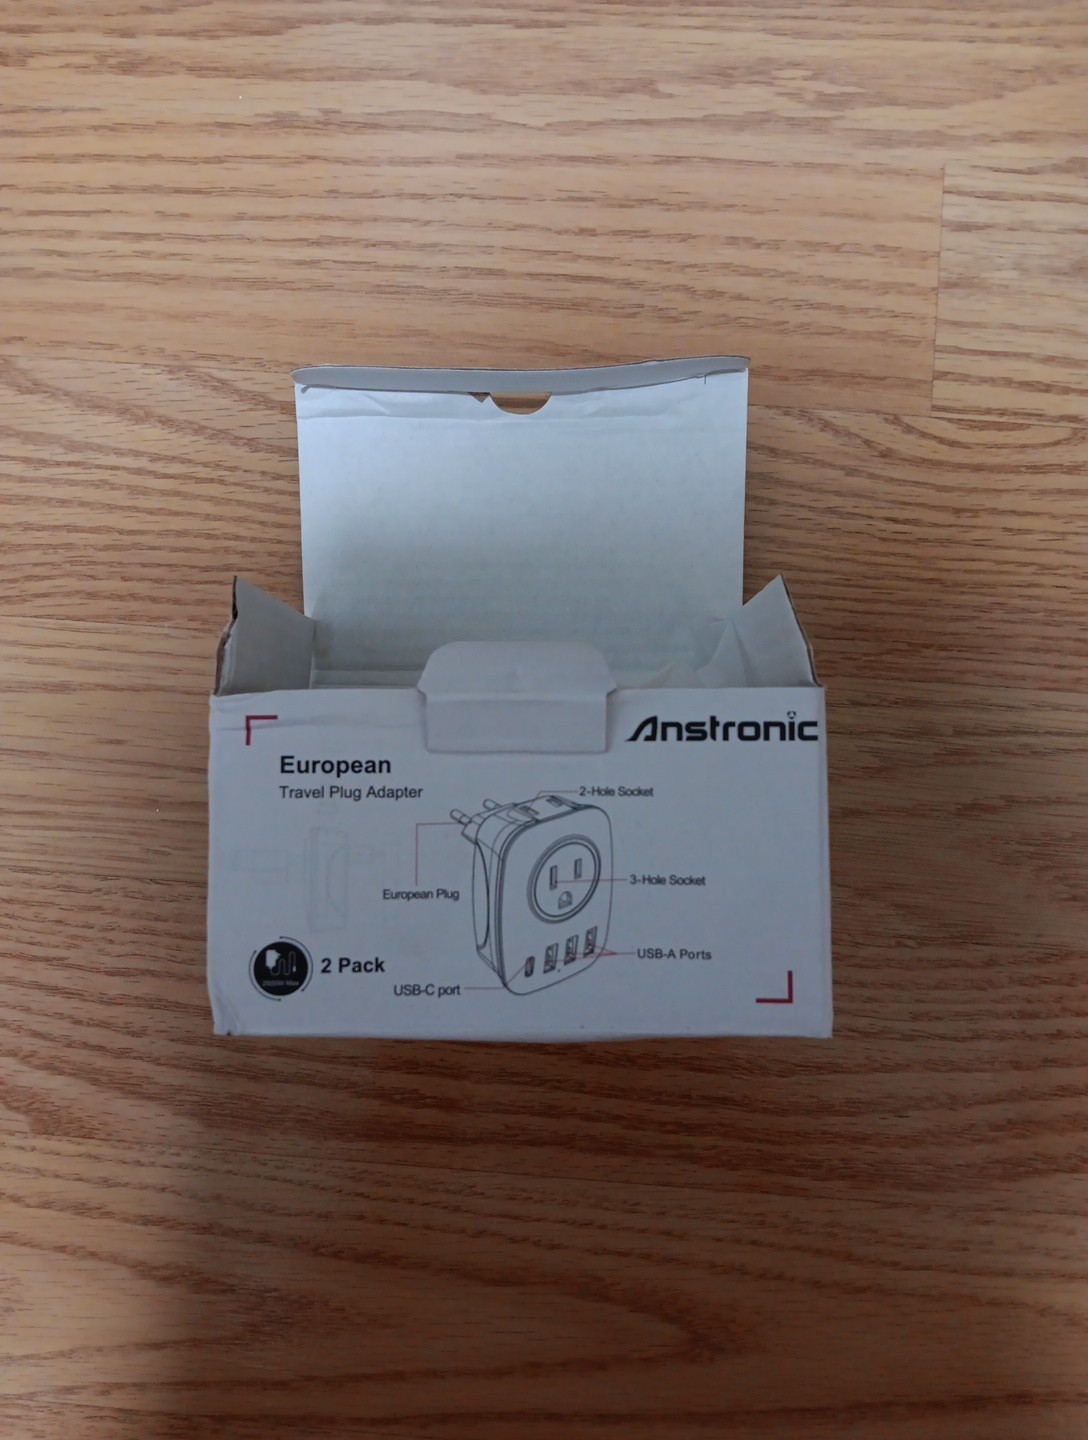 Anstronic
European
Travel Plug Adapter
2-Hole Socket
3-Hole Socket
European Plug
USB-A Ports
2 Pack
USB-C port